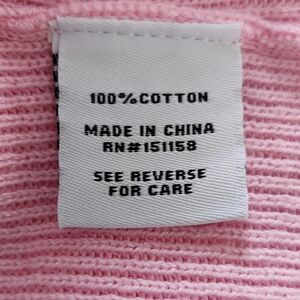 100%COTTON
MADE IN CHINA
RN#151158
SEE REVERSE
FOR CARE